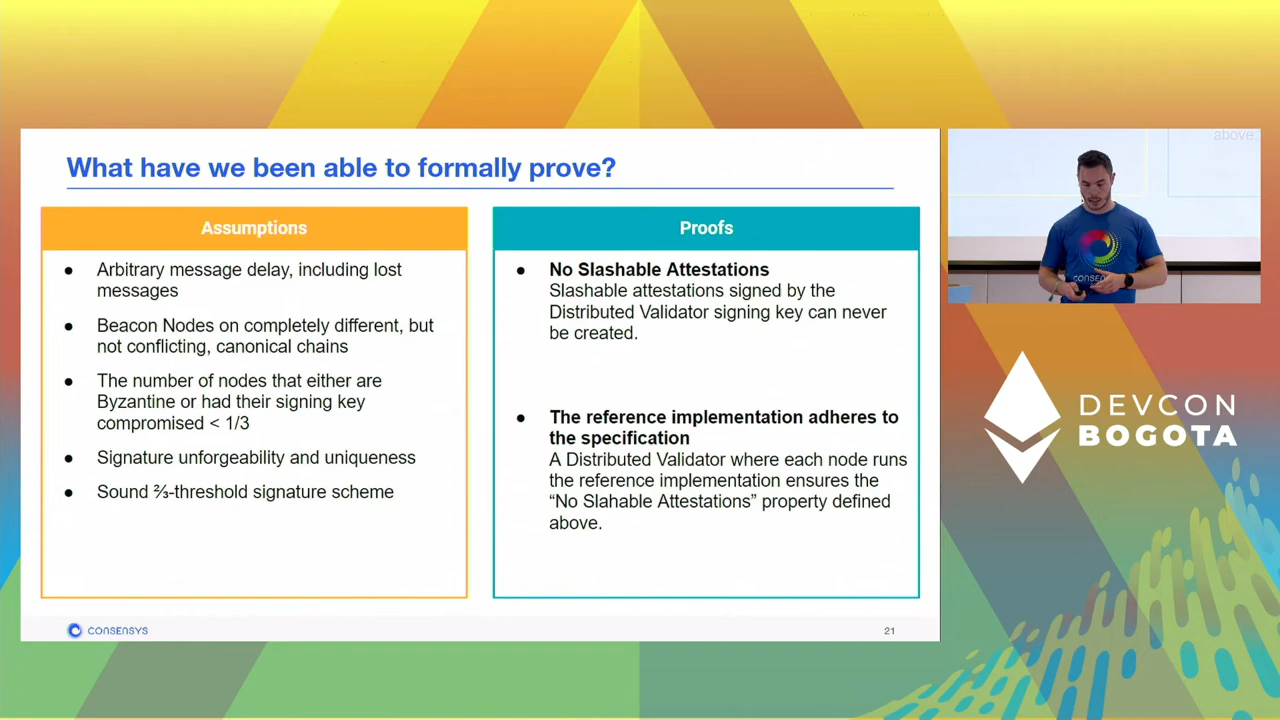 What have we been able to formally prove?
Assumptions
● Arbitrary message delay, including lost
messages
● Beacon Nodes on completely different, but
not conflicting, canonical chains
● The number of nodes that either are
Byzantine or had their signing key
compromised < 1/3
● Signature unforgeability and uniqueness
● Sound ⅔-threshold signature scheme
Proofs
● No Slashable Attestations
Slashable attestations signed by the
Distributed Validator signing key can never
be created.
● The reference implementation adheres to
the specification
A Distributed Validator where each node runs
the reference implementation ensures the
“No Slahable Attestations” property defined
above.
CONSENSYS
21
above.
CONSENSYS
DEVCON
BOGOTA